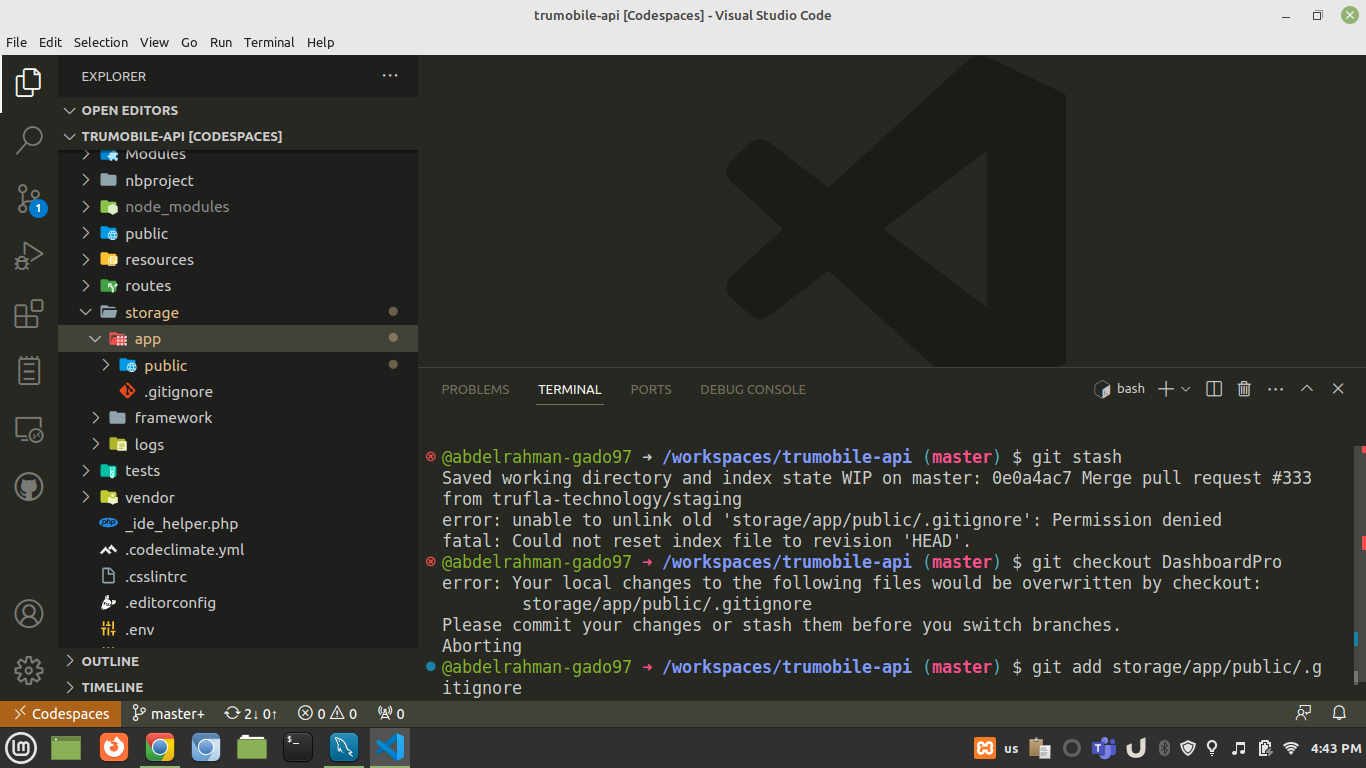 trumobile-api [Codespaces] - Visual Studio Code
File Edit Selection View Go Run Terminal Help
EXPLORER
OPEN EDITORS
TRUMOBILE-API [CODESPACES]
Modules
nbproject
node_modules
public
resources
routes
storage
app
public
.gitignore
framework
logs
tests
vendor
_ide_helper.php
.codeclimate.yml
.csslintrc
.editorconfig
.env
OUTLINE
TIMELINE
1
PROBLEMS TERMINAL PORTS DEBUG CONSOLE
bash
@abdelrahman-gado97 → /workspaces/trumobile-api (master) $ git stash
Saved working directory and index state WIP on master: 0e0a4ac7 Merge pull request #333
from trufla-technology/staging
error: unable to unlink old 'storage/app/public/.gitignore': Permission denied
fatal: Could not reset index file to revision 'HEAD'.
@abdelrahman-gado97 → /workspaces/trumobile-api (master) $ git checkout DashboardPro
error: Your local changes to the following files would be overwritten by checkout:
storage/app/public/.gitignore
Please commit your changes or stash them before you switch branches.
Aborting
@abdelrahman-gado97 → /workspaces/trumobile-api (master) $ git add storage/app/public/.g
itignore
Codespaces master+ 2↓ 0↑ 0 0 0
us 4:43 PM